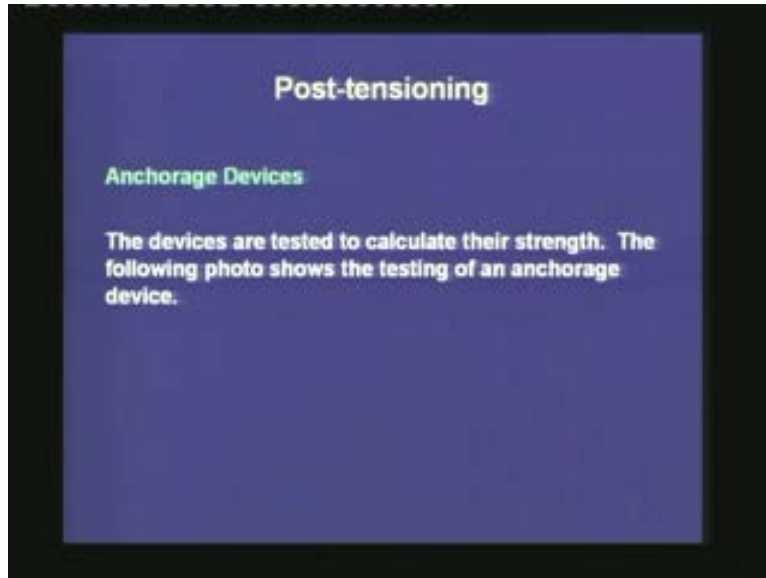 Post-tensioning
Anchorage Devices
The devices are tested to calculate their strength. The
following photo shows the testing of an anchorage
device.